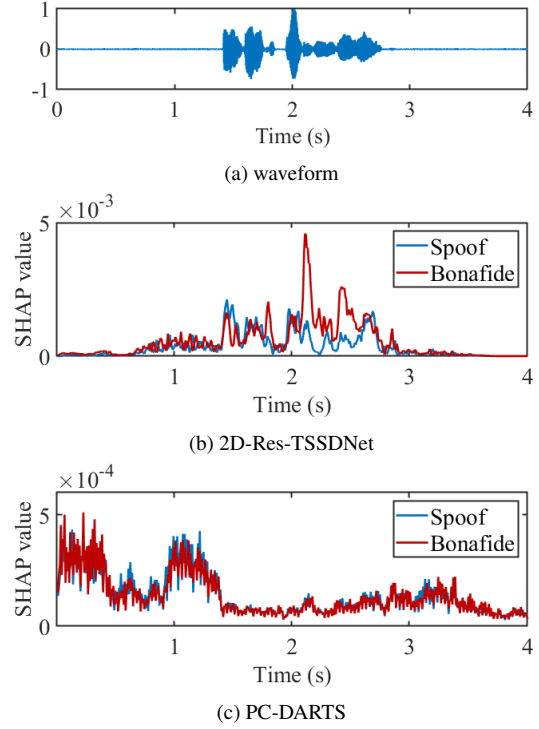 1
0
-1
0 1 2 3 4
Time (s)
(a) waveform
×10⁻³
5
SHAP value
Spoof
Bonafide
0
1 2 3 4
Time (s)
(b) 2D-Res-TSSDNet
×10⁻⁴
5
SHAP value
Spoof
Bonafide
0
1 2 3 4
Time (s)
(c) PC-DARTS